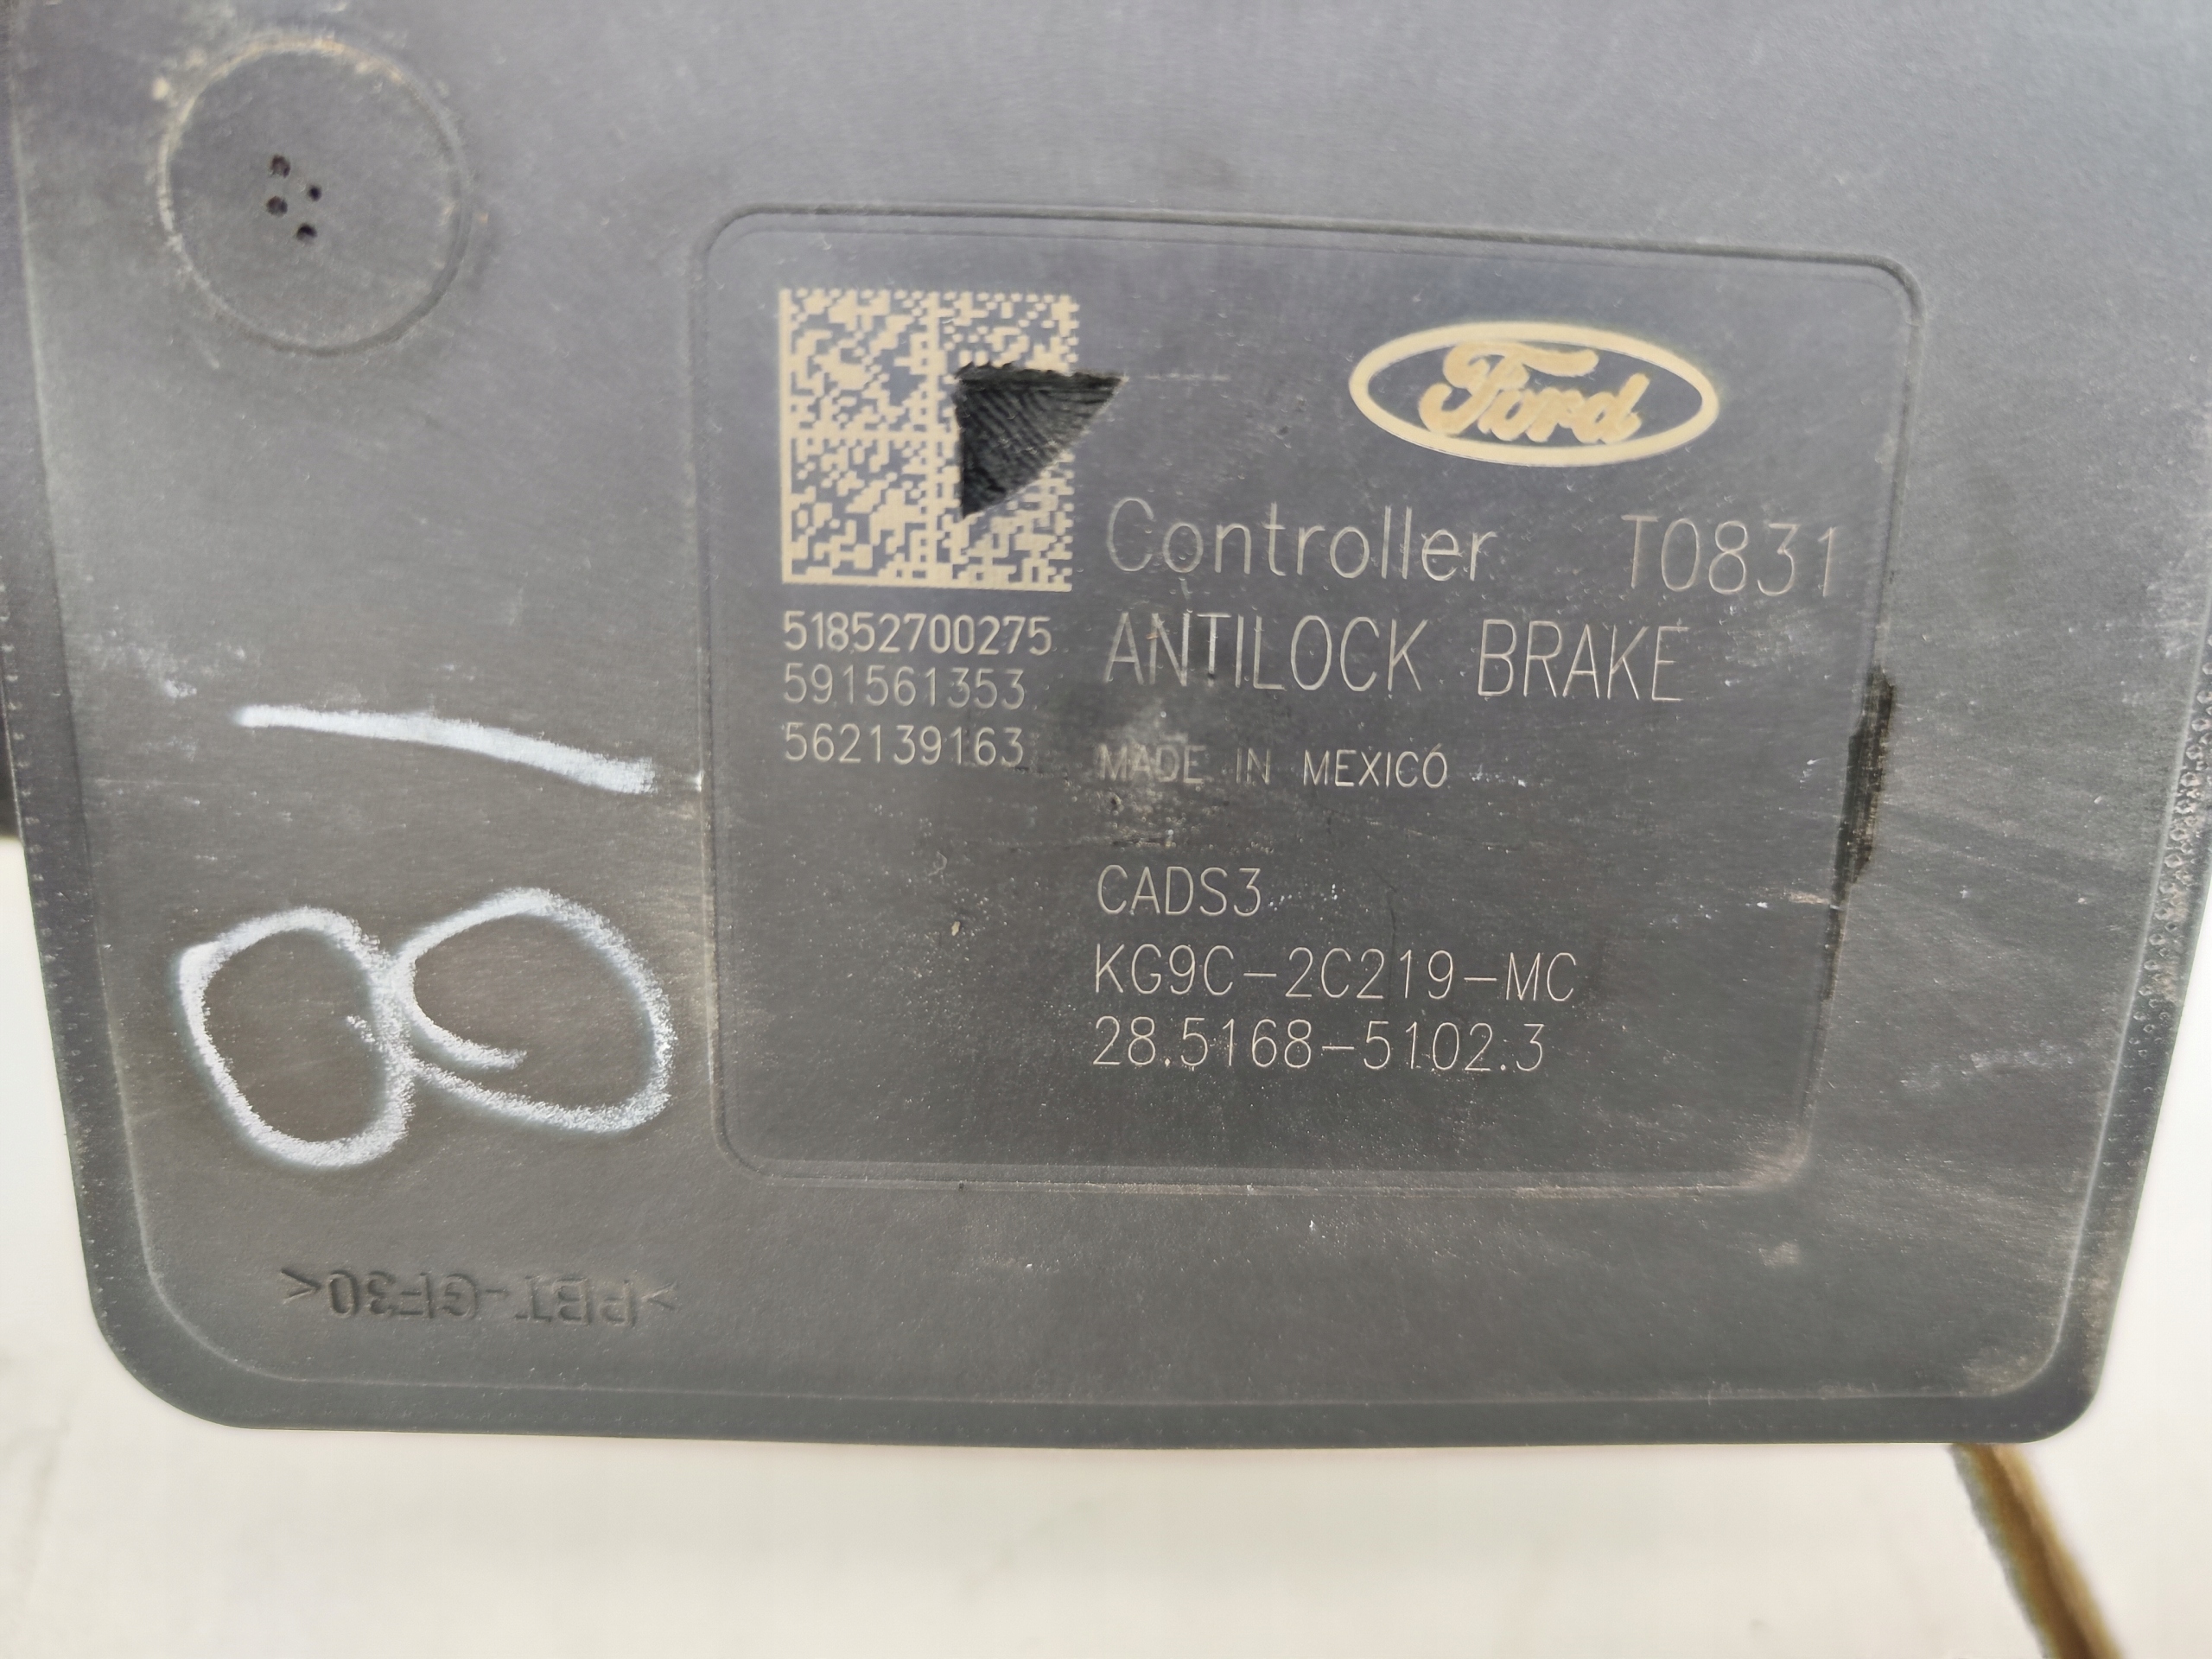 Ford
Controller T0831
ANTILOCK BRAKE
51852700275
591561353
562139163
MADE IN MEXICO
CADS3
KG9C-2C219-MC
28.5168-5102.3
18
>PBT-GF30<